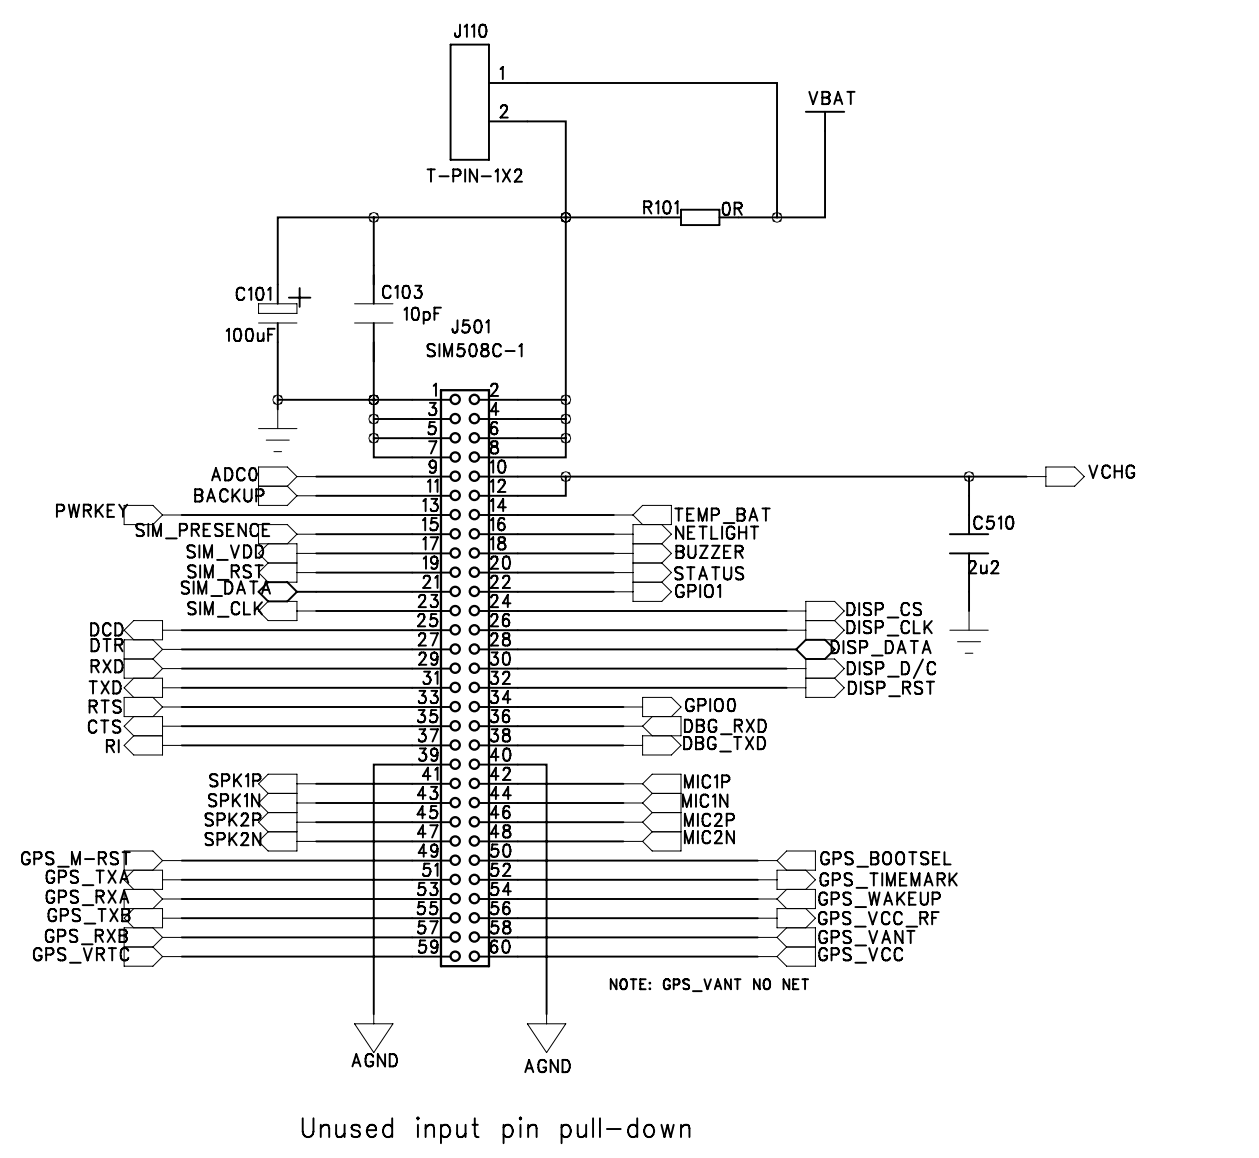 J110
1
2
VBAT
T-PIN-1X2
R101 0R
C101 + C103
10pF
100uF
J501
SIM508C-1
1 2
3 4
5 6
7 8
ADC0 9 10 VCHG
BACKUP 11 12
PWRKEY 13 14 TEMP_BAT
SIM_PRESENCE 15 16 NETLIGHT
C510
SIM_VDD 17 18 BUZZER
2u2
SIM_RST 19 20 STATUS
SIM_DATA 21 22 GPIO1
SIM_CLK 23 24 DISP_CS
DCD 25 26 DISP_CLK
DTR 27 28 DISP_DATA
RXD 29 30 DISP_D/C
TXD 31 32 DISP_RST
RTS 33 34 GPIO0
CTS 35 36 DBG_RXD
RI 37 38 DBG_TXD
39 40
SPK1P 41 42 MIC1P
SPK1N 43 44 MIC1N
SPK2P 45 46 MIC2P
SPK2N 47 48 MIC2N
GPS_M-RST 49 50 GPS_BOOTSEL
GPS_TXA 51 52 GPS_TIMEMARK
GPS_RXA 53 54 GPS_WAKEUP
GPS_TXB 55 56 GPS_VCC_RF
GPS_RXB 57 58 GPS_VANT
GPS_VRTC 59 60 GPS_VCC
NOTE: GPS_VANT NO NET
AGND AGND
Unused input pin pull-down